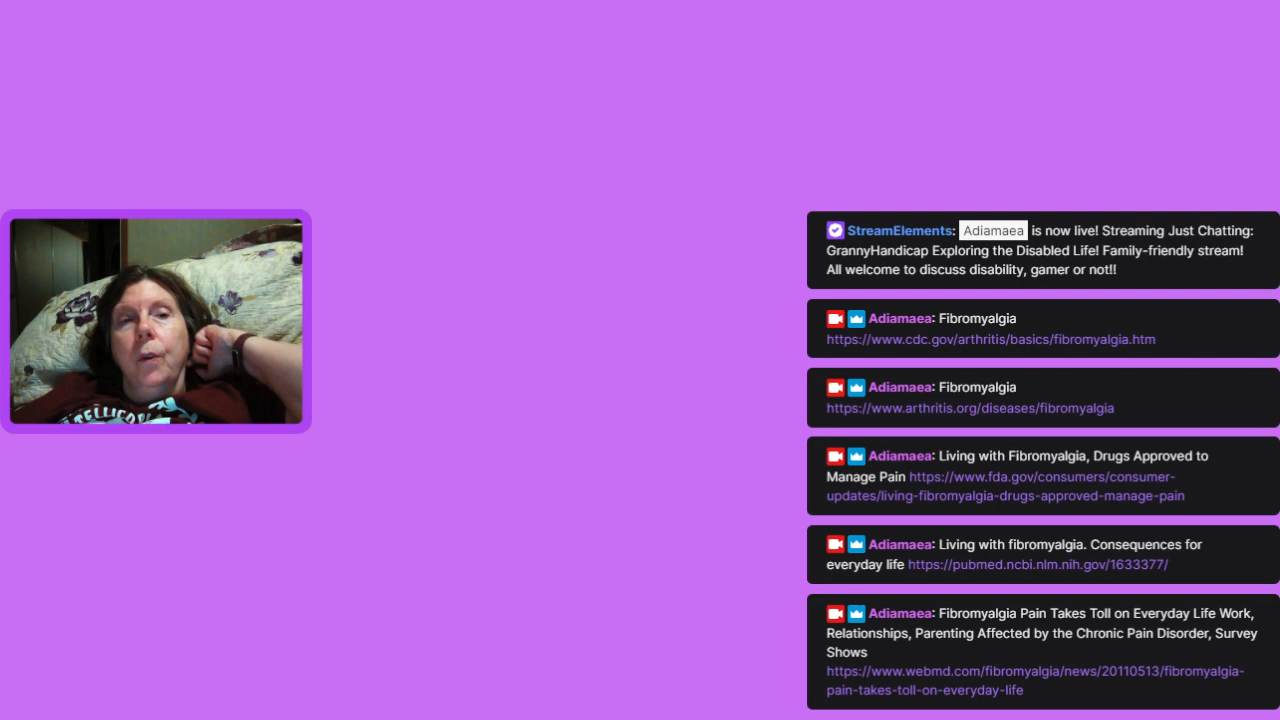 StreamElements: Adiamaea is now live! Streaming Just Chatting:
GrannyHandicap Exploring the Disabled Life! Family-friendly stream!
All welcome to discuss disability, gamer or not!!
Adiamaea: Fibromyalgia
https://www.cdc.gov/arthritis/basics/fibromyalgia.htm
Adiamaea: Fibromyalgia
https://www.arthritis.org/diseases/fibromyalgia
Adiamaea: Living with Fibromyalgia, Drugs Approved to
Manage Pain https://www.fda.gov/consumers/consumer-
updates/living-fibromyalgia-drugs-approved-manage-pain
Adiamaea: Living with fibromyalgia. Consequences for
everyday life https://pubmed.ncbi.nlm.nih.gov/1633377/
Adiamaea: Fibromyalgia Pain Takes Toll on Everyday Life Work,
Relationships, Parenting Affected by the Chronic Pain Disorder, Survey
Shows
https://www.webmd.com/fibromyalgia/news/20110513/fibromyalgia-
pain-takes-toll-on-everyday-life